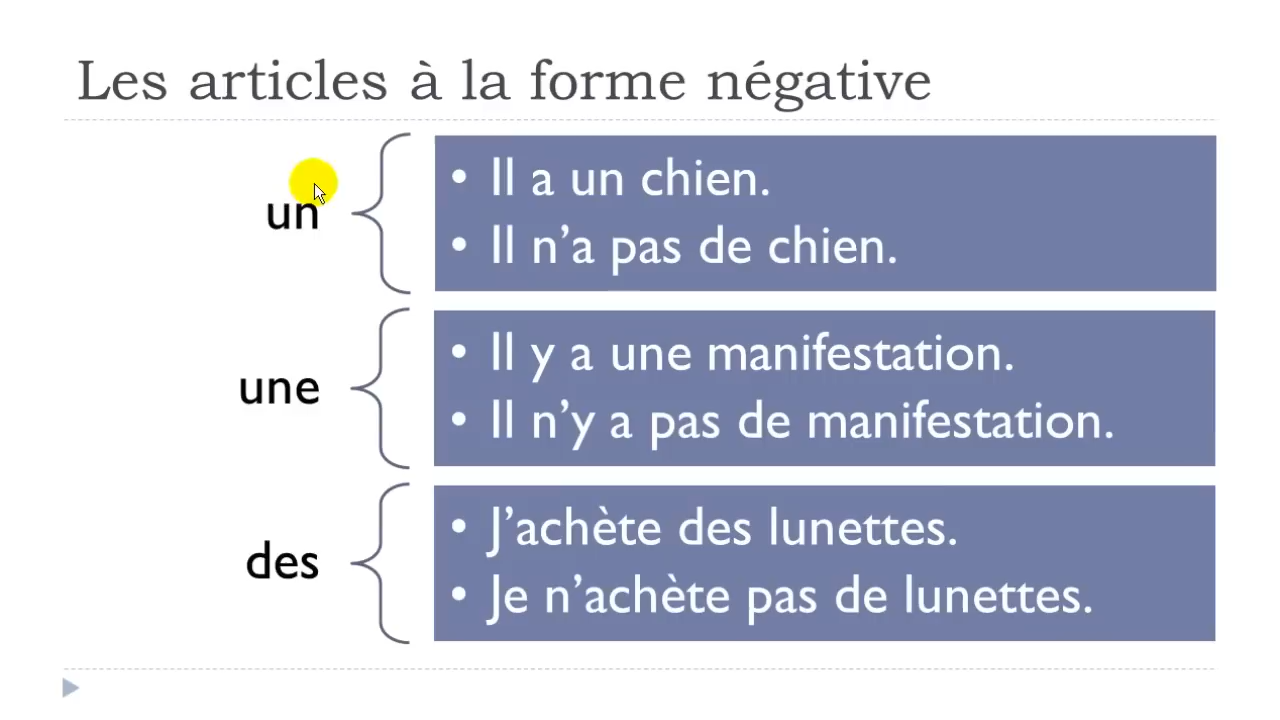 Les articles à la forme négative
un
• Il a un chien.
• Il n’a pas de chien.
une
• Il y a une manifestation.
• Il n’y a pas de manifestation.
des
• J’achète des lunettes.
• Je n’achète pas de lunettes.